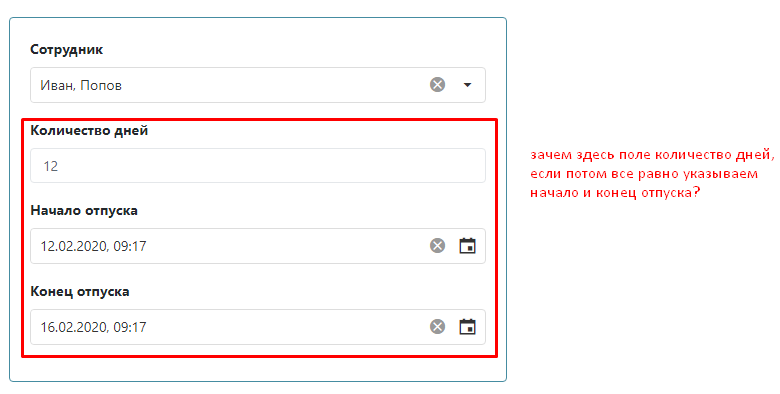 Сотрудник
Иван, Попов
Количество дней
12
зачем здесь поле количество дней,
если потом все равно указываем
начало и конец отпуска?
Начало отпуска
12.02.2020, 09:17
Конец отпуска
16.02.2020, 09:17